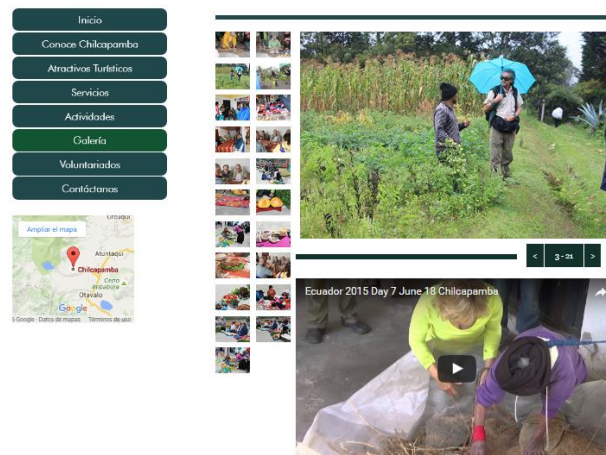 Inicio
Conoce Chilcapamba
Atractivos Turísticos
Servicios
Actividades
Galería
Voluntariados
Contáctanos
Ampliar el mapa
Atuntaqui
Chilcapamba
Cerro
Imbabura
Otavalo
Google
Google - Datos de mapas
Términos de uso
< 3 - 21 >
Ecuador 2015 Day 7 June 18 Chilcapamba